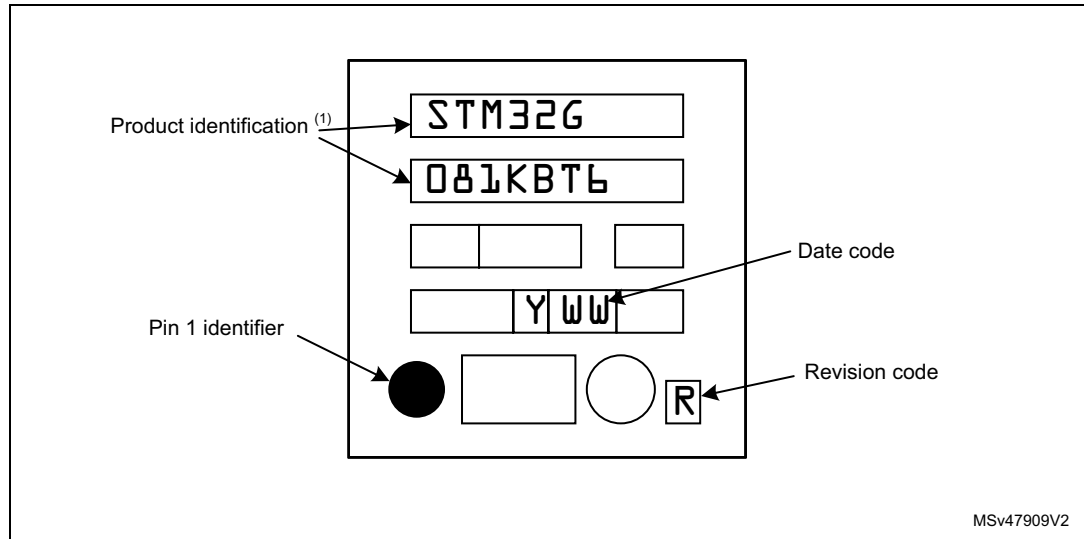 STM32G
Product identification (1)
081KBT6
Date code
Y WW
Pin 1 identifier
Revision code
R
MSv47909V2